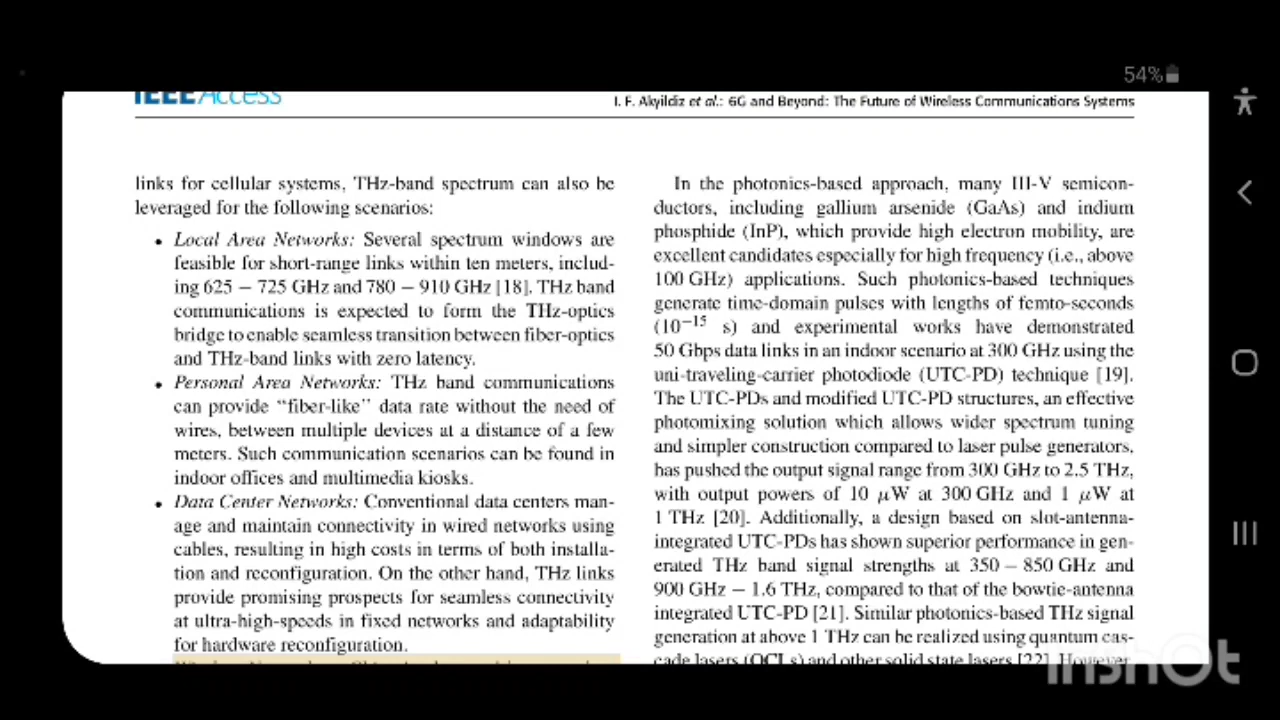 54%
IEEE Access
I. F. Akyildiz et al.: 6G and Beyond: The Future of Wireless Communications Systems
links for cellular systems, THz-band spectrum can also be
leveraged for the following scenarios:
• Local Area Networks: Several spectrum windows are
feasible for short-range links within ten meters, includ-
ing 625 – 725 GHz and 780 – 910 GHz [18]. THz band
communications is expected to form the THz-optics
bridge to enable seamless transition between fiber-optics
and THz-band links with zero latency.
• Personal Area Networks: THz band communications
can provide “fiber-like” data rate without the need of
wires, between multiple devices at a distance of a few
meters. Such communication scenarios can be found in
indoor offices and multimedia kiosks.
• Data Center Networks: Conventional data centers man-
age and maintain connectivity in wired networks using
cables, resulting in high costs in terms of both installa-
tion and reconfiguration. On the other hand, THz links
provide promising prospects for seamless connectivity
at ultra-high-speeds in fixed networks and adaptability
for hardware reconfiguration.
In the photonics-based approach, many III-V semicon-
ductors, including gallium arsenide (GaAs) and indium
phosphide (InP), which provide high electron mobility, are
excellent candidates especially for high frequency (i.e., above
100 GHz) applications. Such photonics-based techniques
generate time-domain pulses with lengths of femto-seconds
(10⁻¹⁵ s) and experimental works have demonstrated
50 Gbps data links in an indoor scenario at 300 GHz using the
uni-traveling-carrier photodiode (UTC-PD) technique [19].
The UTC-PDs and modified UTC-PD structures, an effective
photomixing solution which allows wider spectrum tuning
and simpler construction compared to laser pulse generators,
has pushed the output signal range from 300 GHz to 2.5 THz,
with output powers of 10 μW at 300 GHz and 1 μW at
1 THz [20]. Additionally, a design based on slot-antenna-
integrated UTC-PDs has shown superior performance in gen-
erated THz band signal strengths at 350 – 850 GHz and
900 GHz – 1.6 THz, compared to that of the bowtie-antenna
integrated UTC-PD [21]. Similar photonics-based THz signal
generation at above 1 THz can be realized using quantum cas-
cade lasers (QCLs) and other solid state lasers [22]. However,
InShOt